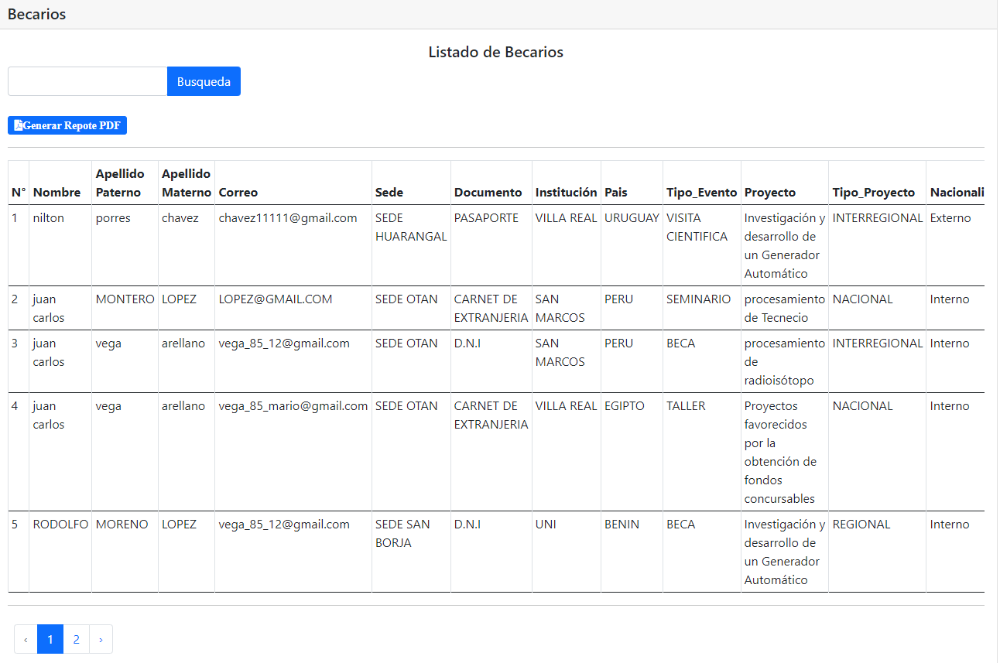 Becarios
Listado de Becarios
Busqueda
Generar Repote PDF
N° Nombre Apellido Paterno Apellido Materno Correo Sede Documento Institución Pais Tipo_Evento Proyecto Tipo_Proyecto Nacionali
1 nilton porres chavez chavez11111@gmail.com SEDE HUARANGAL PASAPORTE VILLA REAL URUGUAY VISITA CIENTIFICA Investigación y desarrollo de un Generador Automático INTERREGIONAL Externo
2 juan carlos MONTERO LOPEZ LOPEZ@GMAIL.COM SEDE OTAN CARNET DE EXTRANJERIA SAN MARCOS PERU SEMINARIO procesamiento de Tecnecio NACIONAL Interno
3 juan carlos vega arellano vega_85_12@gmail.com SEDE OTAN D.N.I SAN MARCOS PERU BECA procesamiento de radioisótopo INTERREGIONAL Interno
4 juan carlos vega arellano vega_85_mario@gmail.com SEDE OTAN CARNET DE EXTRANJERIA VILLA REAL EGIPTO TALLER Proyectos favorecidos por la obtención de fondos concursables NACIONAL Interno
5 RODOLFO MORENO LOPEZ vega_85_12@gmail.com SEDE SAN BORJA D.N.I UNI BENIN BECA Investigación y desarrollo de un Generador Automático REGIONAL Interno
‹ 1 2 ›